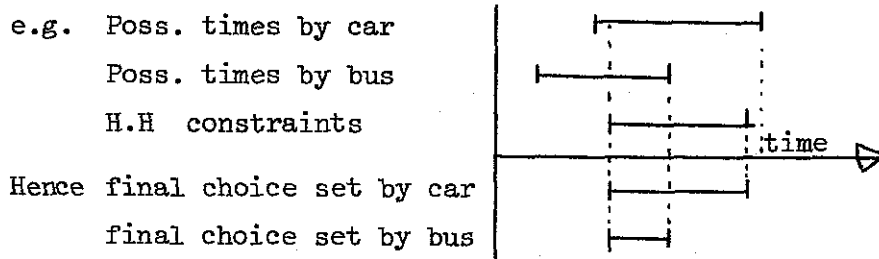 e.g. Poss. times by car
Poss. times by bus
H.H constraints
time
Hence final choice set by car
final choice set by bus